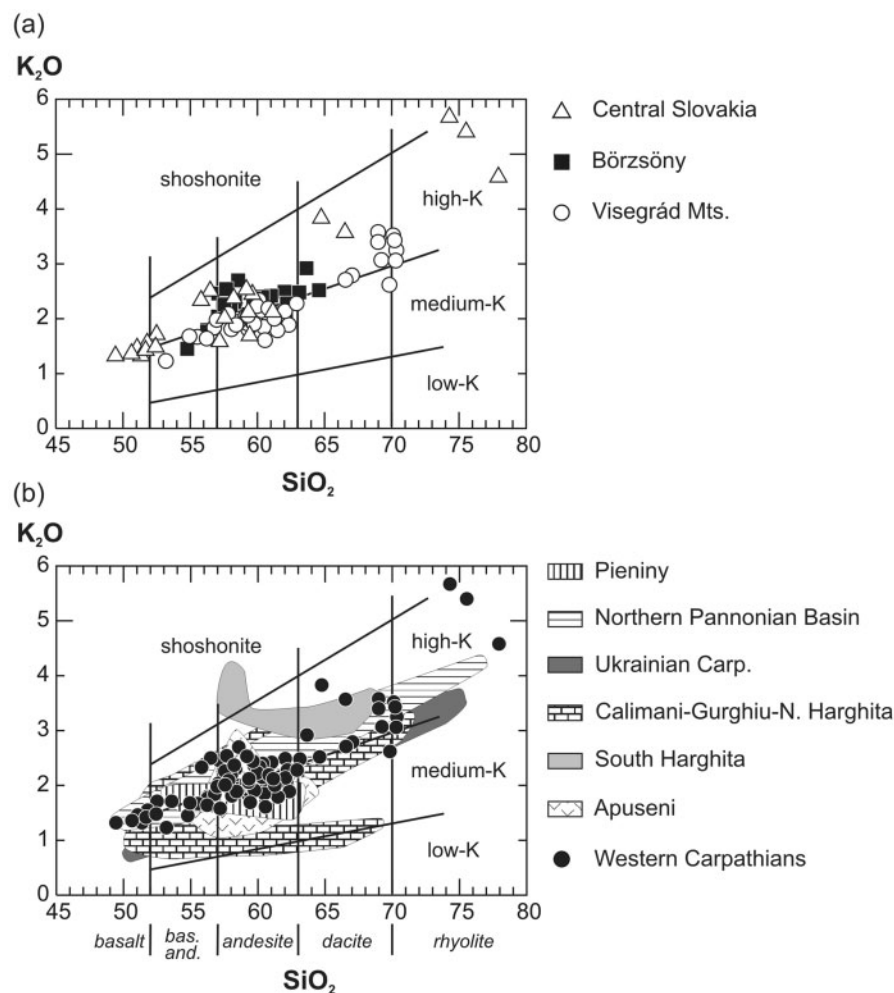 (a)
K₂O
6
5
4
3
2
1
0
45 50 55 60 65 70 75 80
SiO₂
shoshonite
high-K
medium-K
low-K
Central Slovakia
Börzsöny
Visegrád Mts.
(b)
K₂O
6
5
4
3
2
1
0
45 50 55 60 65 70 75 80
shoshonite
high-K
medium-K
low-K
basalt
bas.
and.
andesite
dacite
rhyolite
SiO₂
Pieniny
Northern Pannonian Basin
Ukrainian Carp.
Calimani-Gurghiu-N. Harghita
South Harghita
Apuseni
Western Carpathians